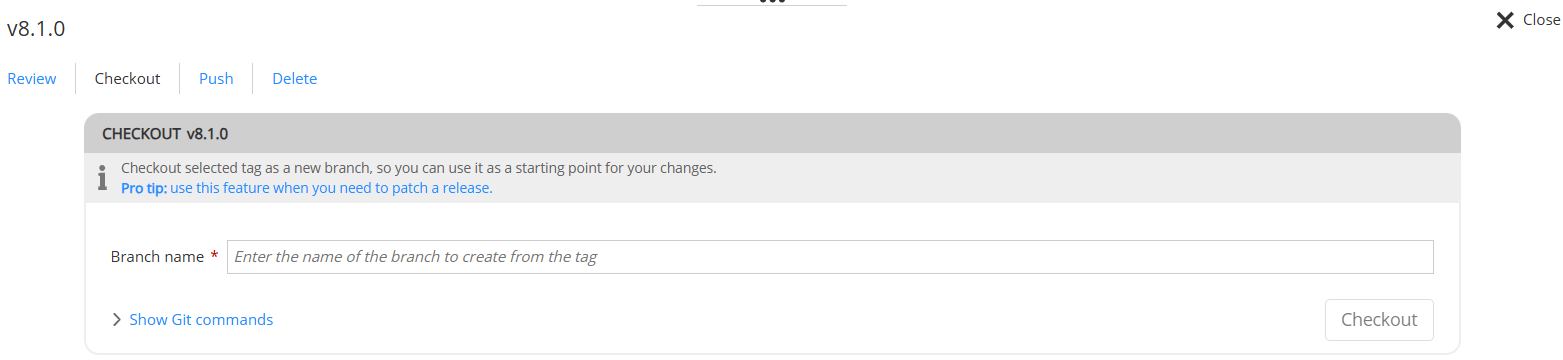 v8.1.0
Close
Review
Checkout
Push
Delete
CHECKOUT v8.1.0
Checkout selected tag as a new branch, so you can use it as a starting point for your changes.
Pro tip: use this feature when you need to patch a release.
Branch name * Enter the name of the branch to create from the tag
Show Git commands
Checkout